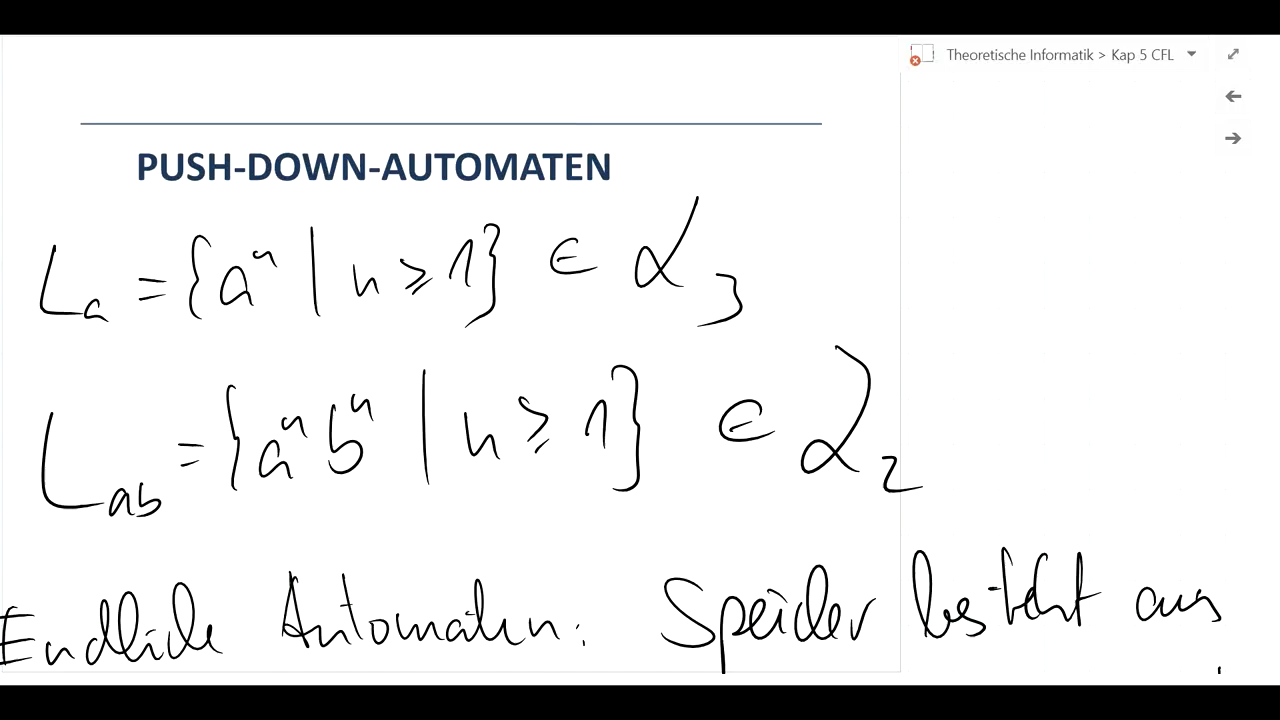 Theoretische Informatik > Kap 5 CFL
PUSH-DOWN-AUTOMATEN
L_a = {a^n | n ≥ 1} ∈ ℒ_3
L_ab = {a^n b^n | n ≥ 1} ∈ ℒ_2
Endliche Automaten: Speicher besteht aus